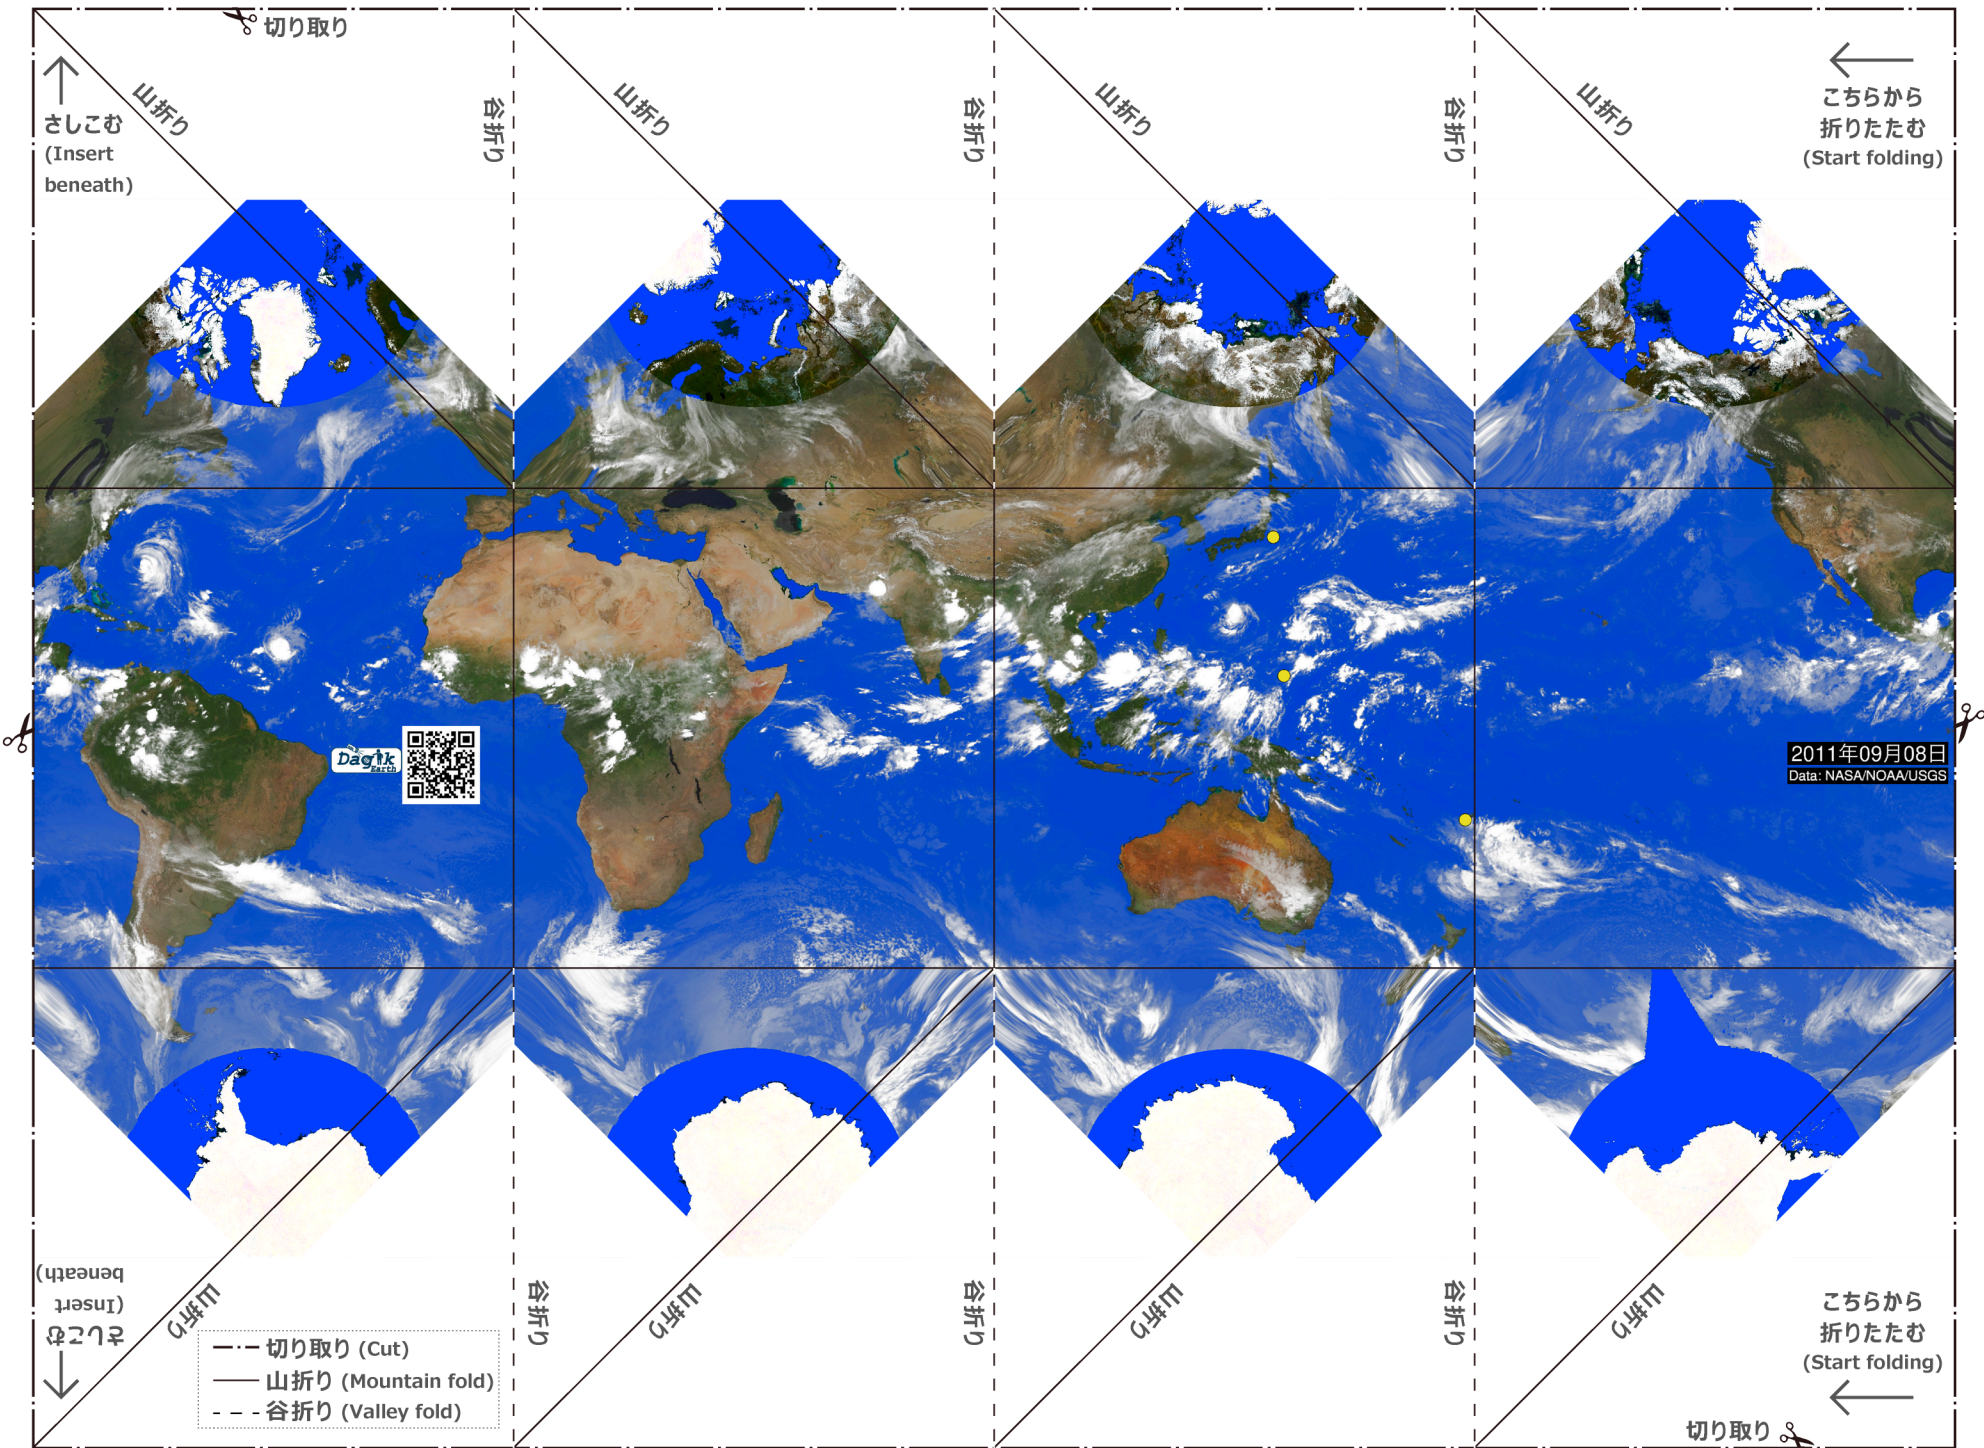 切り取り
山折り
谷折り
山折り
谷折り
山折り
谷折り
山折り
さしこむ
(Insert
beneath)
こちらから
折りたたむ
(Start folding)
Dagik
Earth
2011年09月08日
Data: NASA/NOAA/USGS
さしこむ
(Insert
beneath)
山折り
谷折り
山折り
谷折り
山折り
谷折り
山折り
切り取り (Cut)
山折り (Mountain fold)
谷折り (Valley fold)
こちらから
折りたたむ
(Start folding)
切り取り